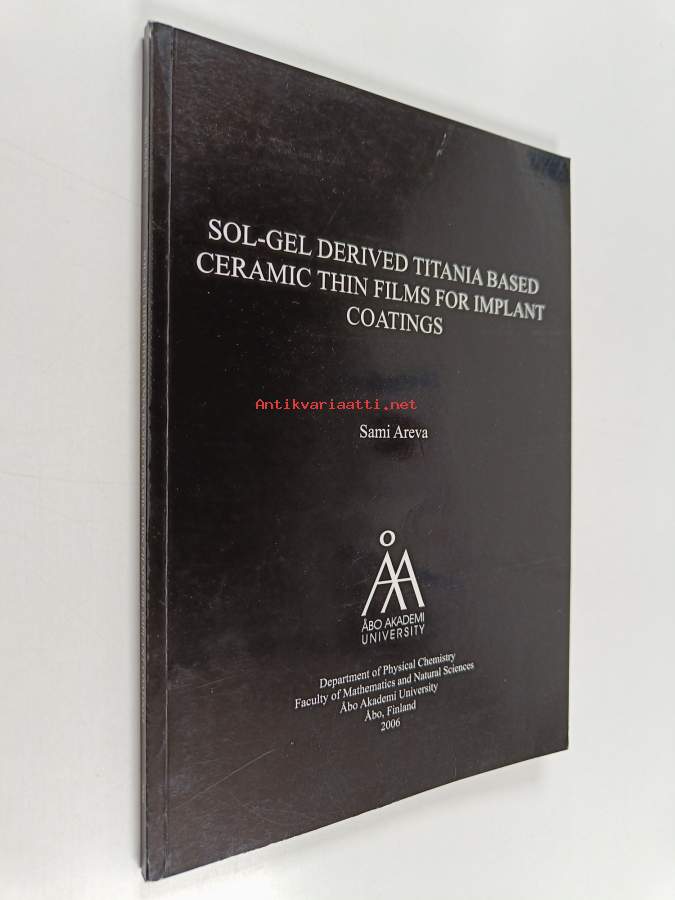 SOL-GEL DERIVED TITANIA BASED
CERAMIC THIN FILMS FOR IMPLANT
COATINGS
Antikvariaatti.net
Sami Areva
ÅBO AKADEMI
UNIVERSITY
Department of Physical Chemistry
Faculty of Mathematics and Natural Sciences
Åbo Akademi University
Åbo, Finland
2006